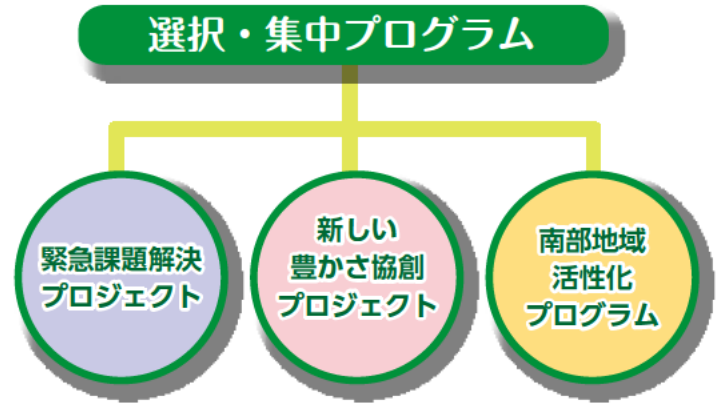 選択・集中プログラム
緊急課題解決
プロジェクト
新しい
豊かさ協創
プロジェクト
南部地域
活性化
プログラム